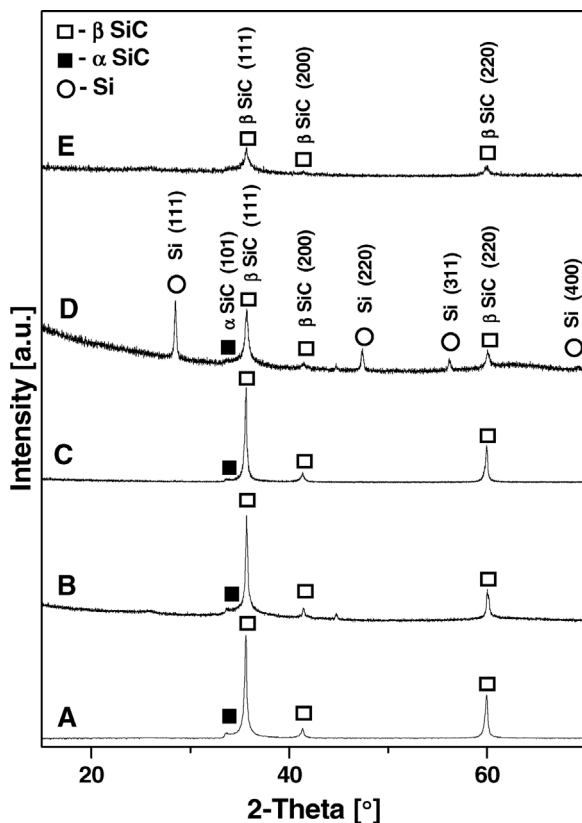 - β SiC
- α SiC
- Si
β SiC (111)
β SiC (200)
β SiC (220)
E
Si (111)
α SiC (101)
β SiC (111)
β SiC (200)
Si (220)
Si (311)
β SiC (220)
Si (400)
D
C
B
A
Intensity [a.u.]
20
40
60
2-Theta [°]